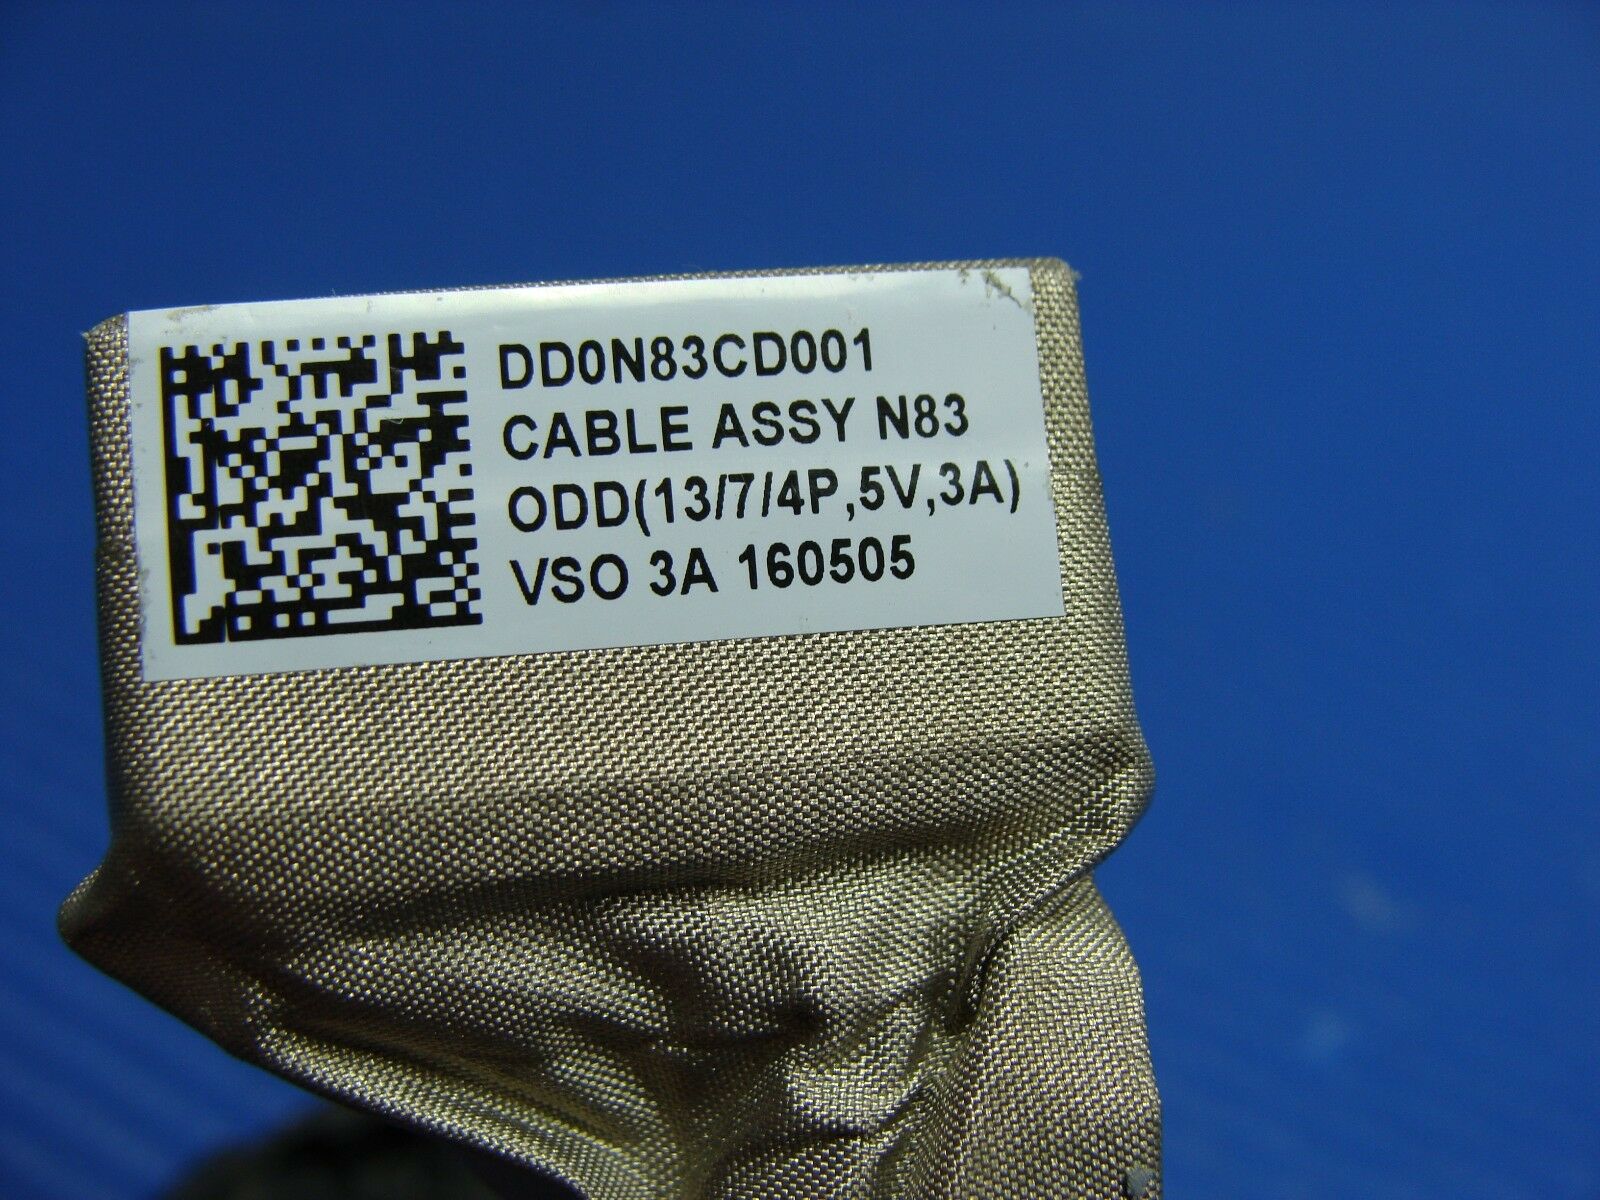 DD0N83CD001
CABLE ASSY N83
ODD(13/7/4P,5V,3A)
VSO 3A 160505